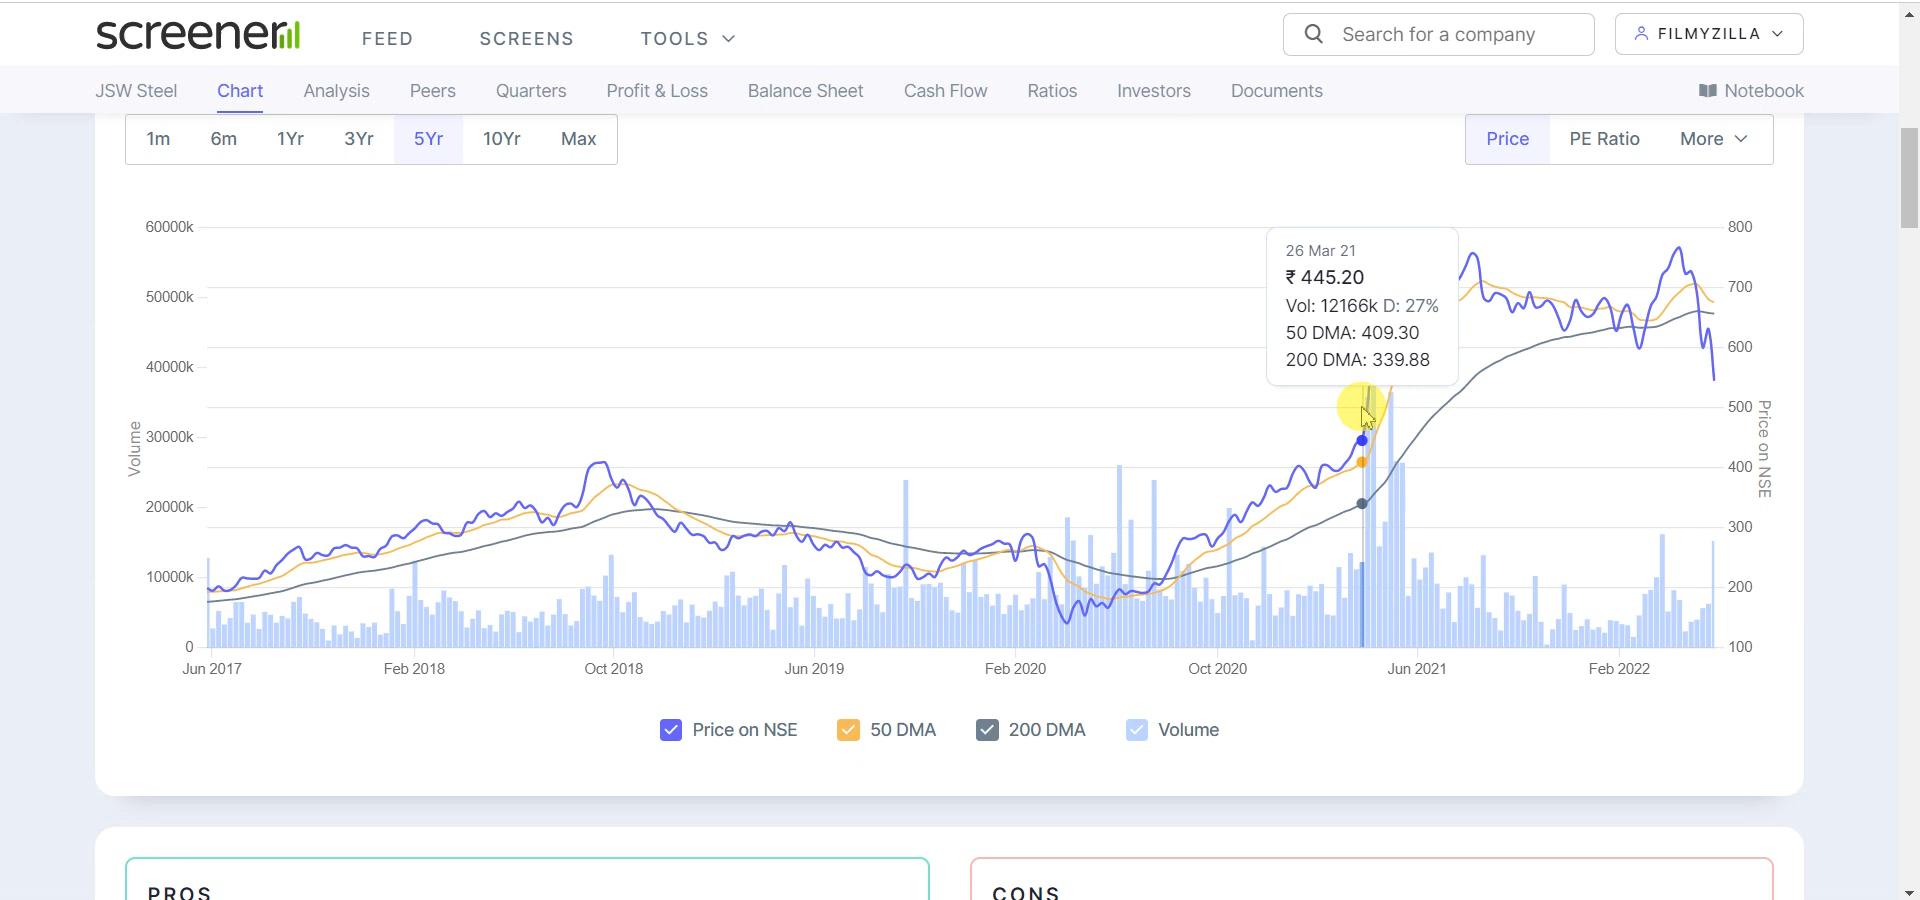 screener
FEED SCREENS TOOLS
Search for a company
FILMYZILLA
JSW Steel Chart Analysis Peers Quarters Profit & Loss Balance Sheet Cash Flow Ratios Investors Documents Notebook
1m 6m 1Yr 3Yr 5Yr 10Yr Max
Price PE Ratio More
60000k
50000k
40000k
30000k
20000k
10000k
0
Volume
26 Mar 21
₹ 445.20
Vol: 12166k D: 27%
50 DMA: 409.30
200 DMA: 339.88
800
700
600
500
400
300
200
100
Price on NSE
Jun 2017 Feb 2018 Oct 2018 Jun 2019 Feb 2020 Oct 2020 Jun 2021 Feb 2022
Price on NSE 50 DMA 200 DMA Volume
PROS
CONS